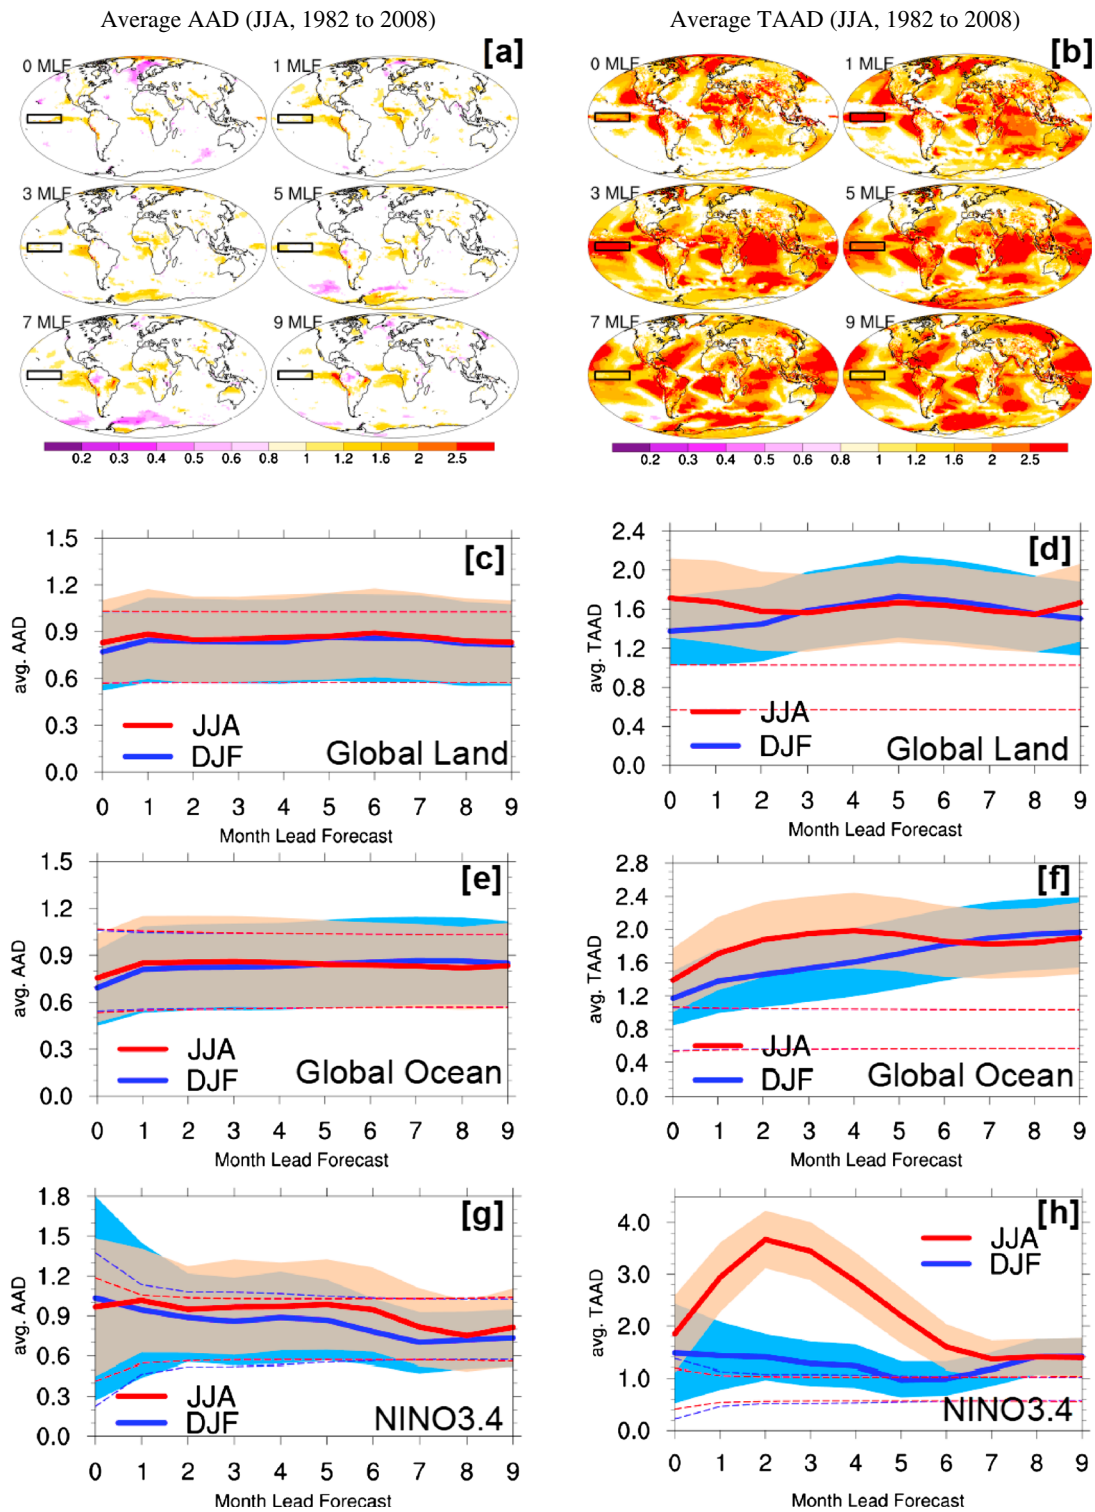 Average AAD (JJA, 1982 to 2008)
Average TAAD (JJA, 1982 to 2008)
[a]
0 MLF
1 MLF
3 MLF
5 MLF
7 MLF
9 MLF
0.2 0.3 0.4 0.5 0.6 0.8 1 1.2 1.6 2 2.5
[b]
0 MLF
1 MLF
3 MLF
5 MLF
7 MLF
9 MLF
0.2 0.3 0.4 0.5 0.6 0.8 1 1.2 1.6 2 2.5
[c]
1.5
1.2
0.9
0.6
0.3
0.0
avg. AAD
JJA
DJF
Global Land
0 1 2 3 4 5 6 7 8 9
Month Lead Forecast
[d]
2.4
2.0
1.6
1.2
0.8
0.4
0.0
avg. TAAD
JJA
DJF
Global Land
0 1 2 3 4 5 6 7 8 9
Month Lead Forecast
[e]
1.5
1.2
0.9
0.6
0.3
0.0
avg. AAD
JJA
DJF
Global Ocean
0 1 2 3 4 5 6 7 8 9
Month Lead Forecast
[f]
2.8
2.4
2.0
1.6
1.2
0.8
0.4
0.0
avg. TAAD
JJA
DJF
Global Ocean
0 1 2 3 4 5 6 7 8 9
Month Lead Forecast
[g]
1.8
1.5
1.2
0.9
0.6
0.3
0.0
avg. AAD
JJA
DJF
NINO3.4
0 1 2 3 4 5 6 7 8 9
Month Lead Forecast
[h]
4.0
3.0
2.0
1.0
0.0
avg. TAAD
JJA
DJF
NINO3.4
0 1 2 3 4 5 6 7 8 9
Month Lead Forecast